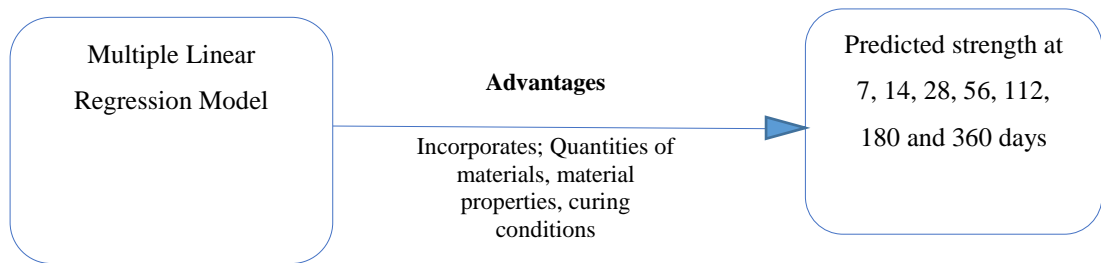 Multiple Linear
Regression Model
Advantages
Incorporates; Quantities of
materials, material
properties, curing
conditions
Predicted strength at
7, 14, 28, 56, 112,
180 and 360 days